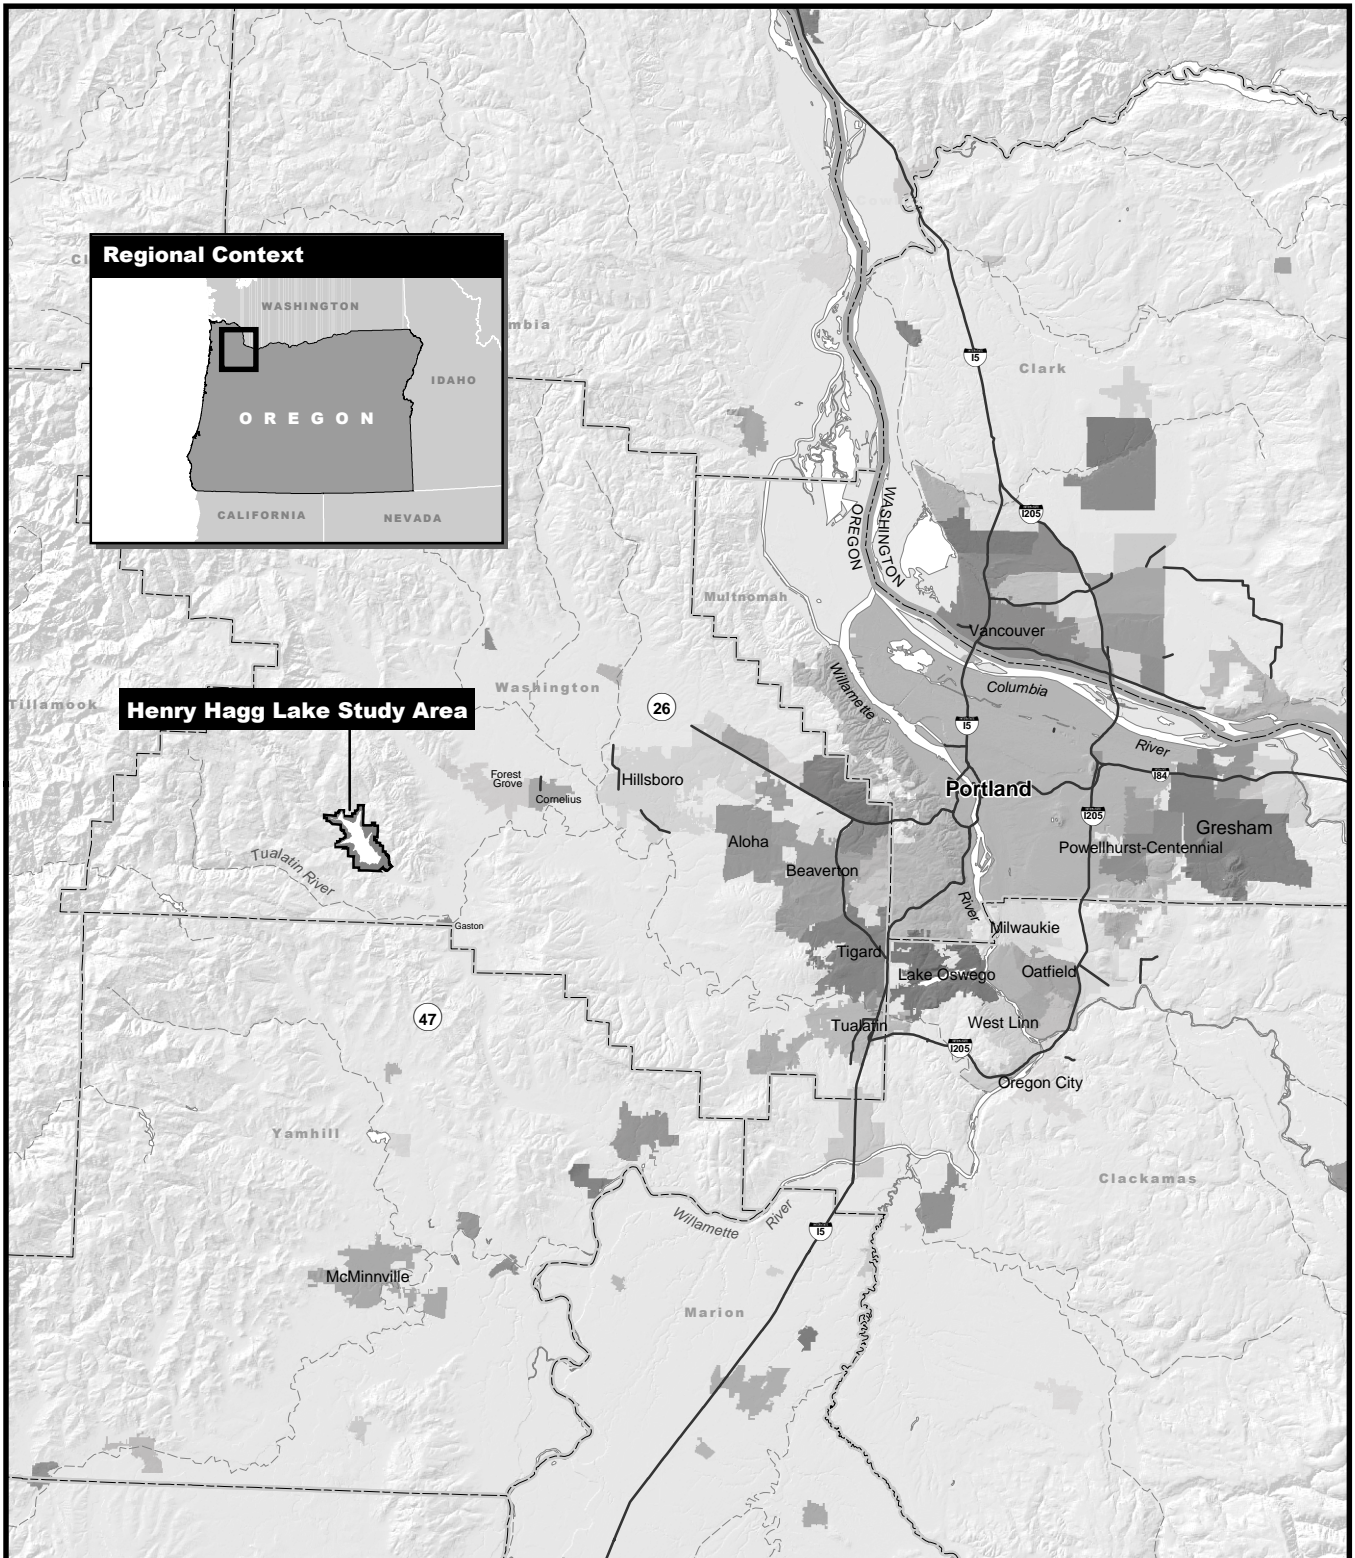 Regional Context
WASHINGTON
IDAHO
OREGON
CALIFORNIA
NEVADA
Cl
mbia
Cow
Clark
I5
I205
WASHINGTON
OREGON
Multnomah
Vancouver
Washington
Tillamook
Henry Hagg Lake Study Area
26
Willamette
Columbia
River
I5
I84
Forest
Grove
Cornelius
Hillsboro
Portland
I205
Gresham
Powellhurst-Centennial
Aloha
Beaverton
Tualatin River
Gaston
River
Milwaukie
Tigard
Lake Oswego
Oatfield
47
Tualatin
West Linn
I205
Oregon City
Yamhill
Clackamas
Willamette
River
I5
McMinnville
Marion